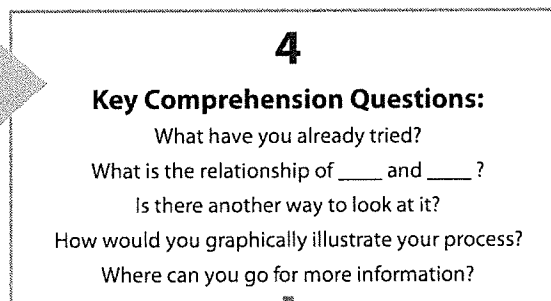 4
Key Comprehension Questions:
What have you already tried?
What is the relationship of ____ and ____ ?
Is there another way to look at it?
How would you graphically illustrate your process?
Where can you go for more information?